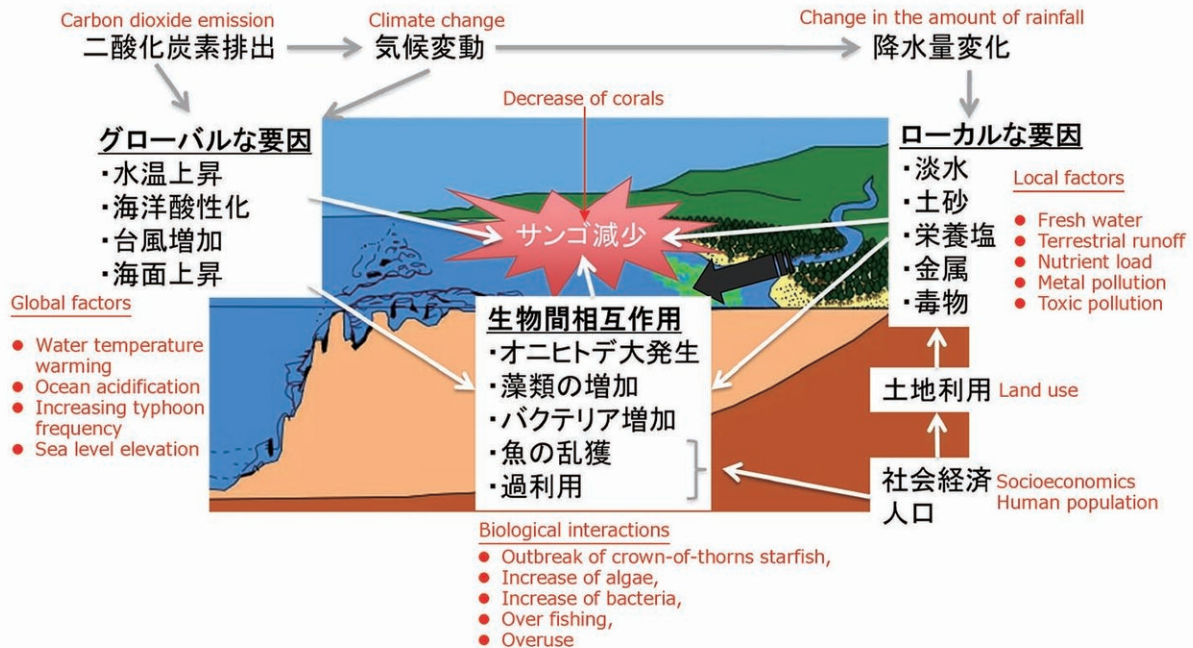 Carbon dioxide emission
二酸化炭素排出
Climate change
気候変動
Change in the amount of rainfall
降水量変化
Decrease of corals
サンゴ減少
グローバルな要因
・水温上昇
・海洋酸性化
・台風増加
・海面上昇
Global factors
● Water temperature
warming
● Ocean acidification
● Increasing typhoon
frequency
● Sea level elevation
生物間相互作用
・オニヒトデ大発生
・藻類の増加
・バクテリア増加
・魚の乱獲
・過利用
Biological interactions
● Outbreak of crown-of-thorns starfish,
● Increase of algae,
● Increase of bacteria,
● Over fishing,
● Overuse
ローカルな要因
・淡水
・土砂
・栄養塩
・金属
・毒物
Local factors
● Fresh water
● Terrestrial runoff
● Nutrient load
● Metal pollution
● Toxic pollution
土地利用 Land use
社会経済
人口
Socioeconomics
Human population